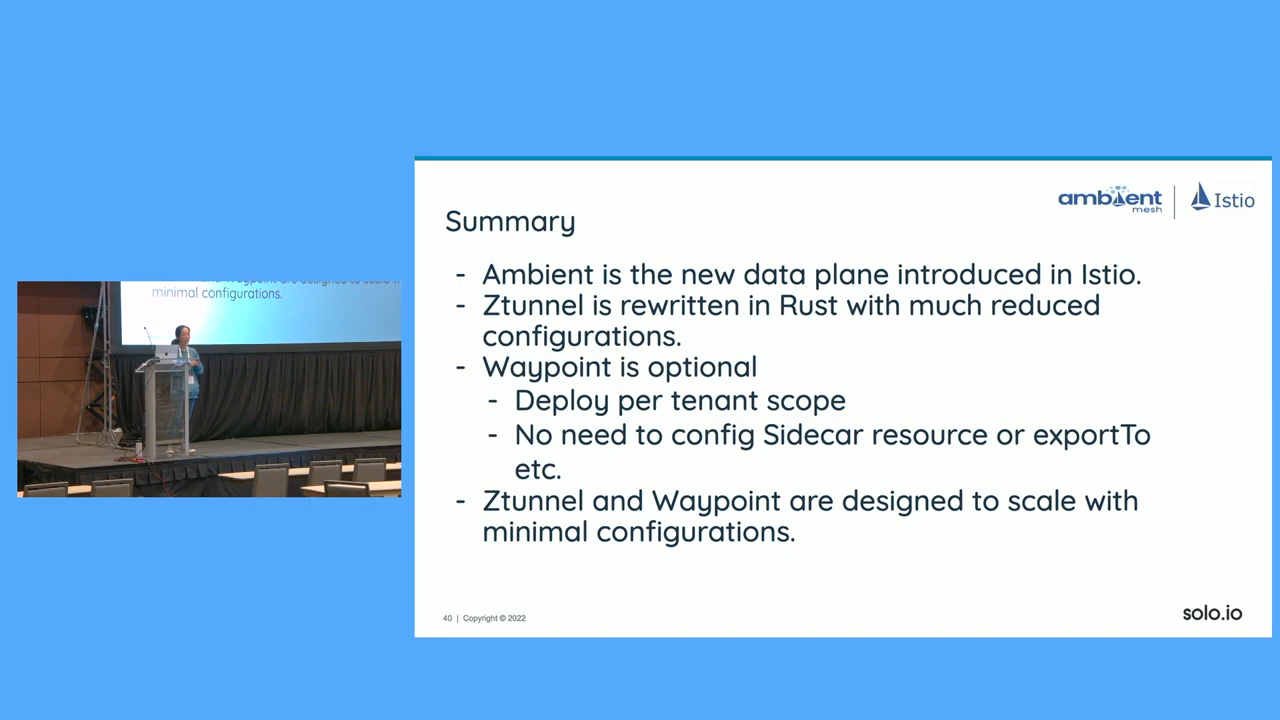 ambient
mesh
Istio
Summary
- Ambient is the new data plane introduced in Istio.
- Ztunnel is rewritten in Rust with much reduced
configurations.
- Waypoint is optional
- Deploy per tenant scope
- No need to config Sidecar resource or exportTo
etc.
- Ztunnel and Waypoint are designed to scale with
minimal configurations.
40 | Copyright © 2022
solo.io
minimal configurations.